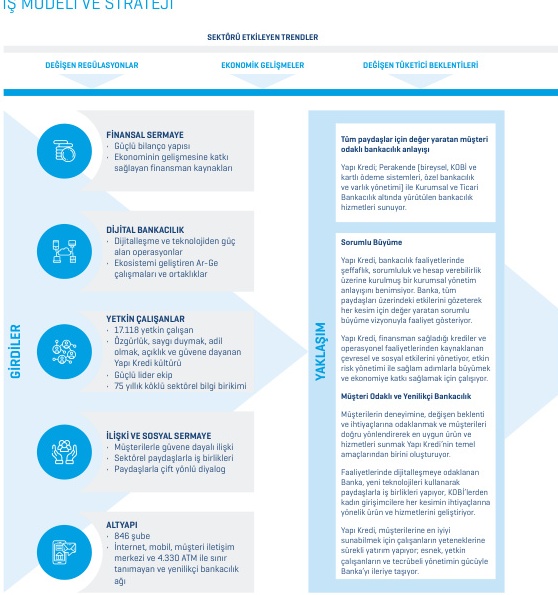 İŞ MODELİ VE STRATEJİ
SEKTÖRÜ ETKİLEYEN TRENDLER
DEĞİŞEN REGÜLASYONLAR
EKONOMİK GELİŞMELER
DEĞİŞEN TÜKETİCİ BEKLENTİLERİ
GİRDİLER
FİNANSAL SERMAYE
· Güçlü bilanço yapısı
· Ekonominin gelişmesine katkı
sağlayan finansman kaynakları
DİJİTAL BANKACILIK
· Dijitalleşme ve teknolojiden güç
alan operasyonlar
· Ekosistemi geliştiren Ar-Ge
çalışmaları ve ortaklıklar
YETKİN ÇALIŞANLAR
· 17.118 yetkin çalışan
· Özgürlük, saygı duymak, adil
olmak, açıklık ve güvene dayanan
Yapı Kredi kültürü
· Güçlü lider ekip
· 75 yıllık köklü sektörel bilgi birikimi
İLİŞKİ VE SOSYAL SERMAYE
· Müşterilerle güvene dayalı ilişki
· Sektörel paydaşlarla iş birlikleri
· Paydaşlarla çift yönlü diyalog
ALTYAPI
· 846 şube
· İnternet, mobil, müşteri iletişim
merkezi ve 4.330 ATM ile sınır
tanımayan ve yenilikçi bankacılık
ağı
YAKLAŞIM
Tüm paydaşlar için değer yaratan müşteri
odaklı bankacılık anlayışı
Yapı Kredi; Perakende (bireysel, KOBİ ve
kartlı ödeme sistemleri, özel bankacılık
ve varlık yönetimi) ile Kurumsal ve Ticari
Bankacılık altında yürütülen bankacılık
hizmetleri sunuyor.
Sorumlu Büyüme
Yapı Kredi, bankacılık faaliyetlerinde
şeffaflık, sorumluluk ve hesap verebilirlik
üzerine kurulmuş bir kurumsal yönetim
anlayışını benimsiyor. Banka, tüm
paydaşları üzerindeki etkilerini gözeterek
her kesim için değer yaratan sorumlu
büyüme vizyonuyla faaliyet gösteriyor.
Yapı Kredi, finansman sağladığı krediler ve
operasyonel faaliyetlerinden kaynaklanan
çevresel ve sosyal etkilerini yönetiyor, etkin
risk yönetimi ile sağlam adımlarla büyümek
ve ekonomiye katkı sağlamak için çalışıyor.
Müşteri Odaklı ve Yenilikçi Bankacılık
Müşterilerin deneyimine, değişen beklenti
ve ihtiyaçlarına odaklanmak ve müşterileri
doğru yönlendirerek en uygun ürün ve
hizmetleri sunmak Yapı Kredi'nin temel
amaçlarından birini oluşturuyor.
Faaliyetlerinde dijitalleşmeye odaklanan
Banka, yeni teknolojileri kullanarak
paydaşlarla iş birlikleri yapıyor, KOBİ'lerden
kadın girişimcilere her kesimin ihtiyaçlarına
yönelik ürün ve hizmetlerini geliştiriyor.
Yapı Kredi, müşterilerine en iyiyi
sunabilmek için çalışanların yeteneklerine
sürekli yatırım yapıyor; esnek, yetkin
çalışanların ve tecrübeli yönetimin gücüyle
Banka'yı ileriye taşıyor.